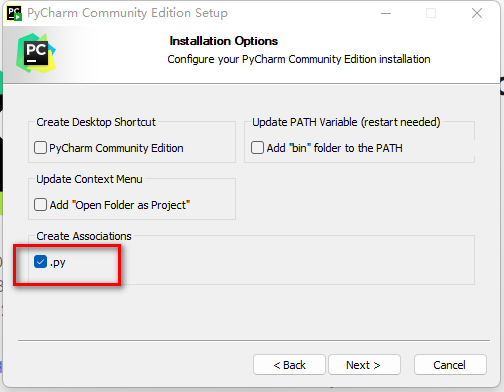 PC PyCharm Community Edition Setup
PC
Installation Options
Configure your PyCharm Community Edition installation
Create Desktop Shortcut
PyCharm Community Edition
Update PATH Variable (restart needed)
Add "bin" folder to the PATH
Update Context Menu
Add "Open Folder as Project"
Create Associations
.py
< Back
Next >
Cancel